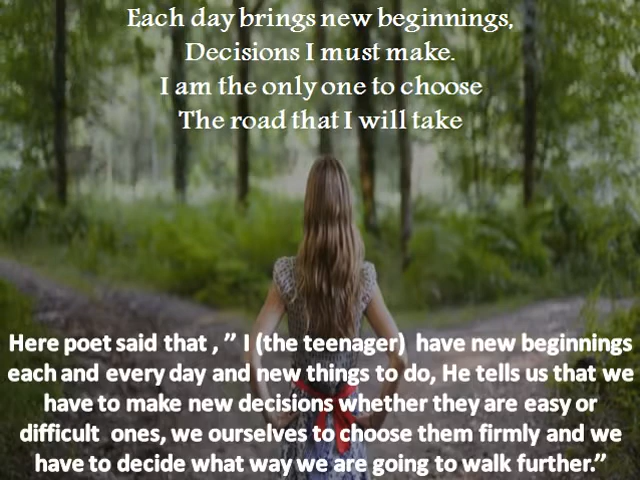 Each day brings new beginnings,
Decisions I must make.
I am the only one to choose
The road that I will take
Here poet said that , ” I (the teenager)  have new beginnings
each and every day and new things to do, He tells us that we
have to make new decisions whether they are easy or
difficult  ones, we ourselves to choose them firmly and we
have to decide what way we are going to walk further.”